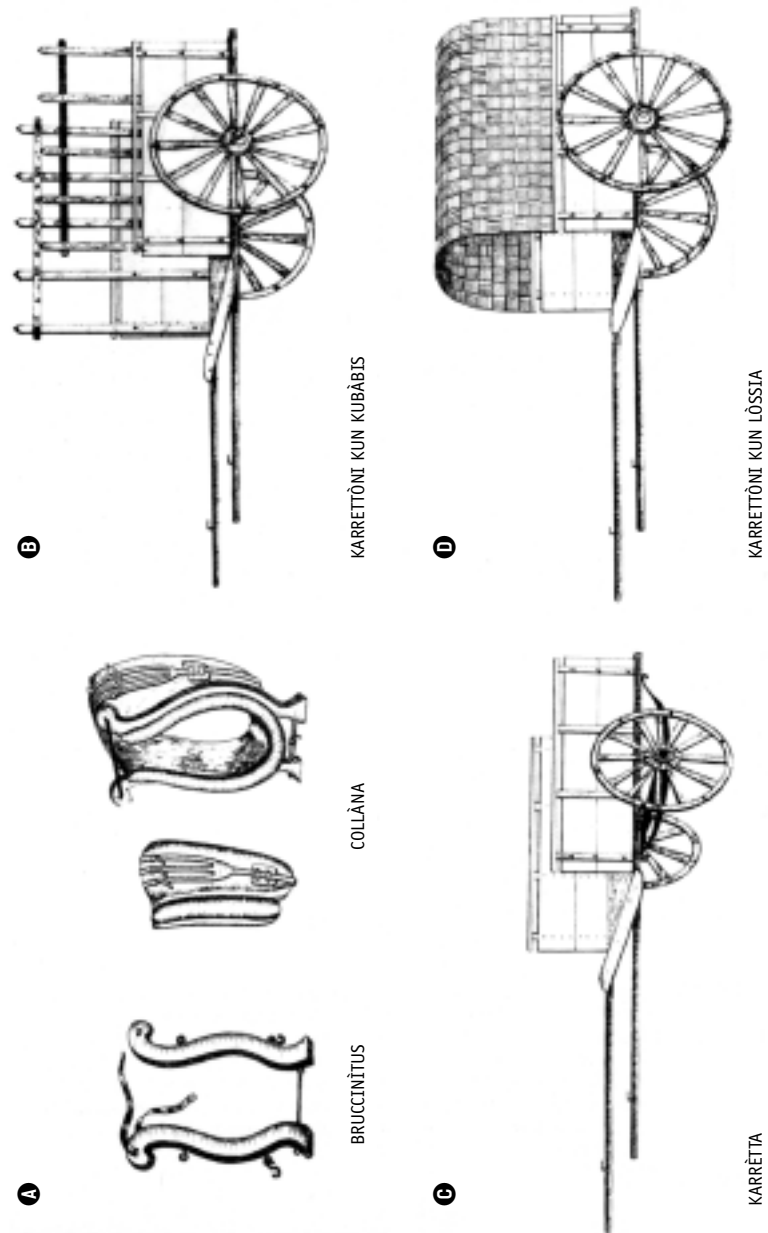 A
BRUCCINÌTUS
COLLÀNA
B
KARRETTÒNI KUN KUBÀBIS
C
KARRÈTTA
D
KARRETTÒNI KUN LÒSSIA